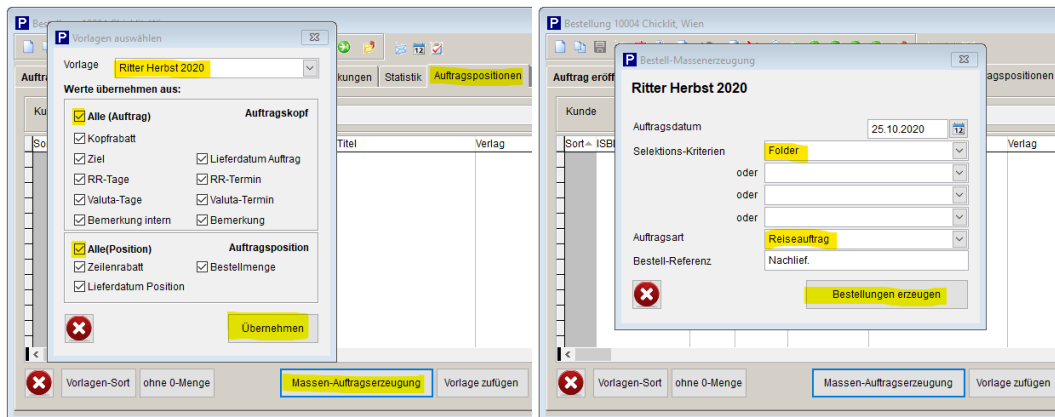 Bestellung 10004 Chicklit, Wien
Vorlagen auswählen
Vorlage Ritter Herbst 2020
Werte übernehmen aus:
Alle (Auftrag) Auftragskopf
Kopfrabatt
Ziel Lieferdatum Auftrag
RR-Tage RR-Termin
Valuta-Tage Valuta-Termin
Bemerkung intern Bemerkung
Alle(Position) Auftragsposition
Zeilenrabatt Bestellmenge
Lieferdatum Position
Übernehmen
kungen Statistik Auftragspositionen
Titel Verlag
Vorlagen-Sort ohne 0-Menge Massen-Auftragserzeugung Vorlage zufügen
Bestellung 10004 Chicklit, Wien
Auftrag eröff agspositionen
Kunde
Sort ISB Verlag
Bestell-Massenerzeugung
Ritter Herbst 2020
Auftragsdatum 25.10.2020 12
Selektions-Kriterien Folder
oder
oder
oder
Auftragsart Reiseauftrag
Bestell-Referenz Nachlief.
Bestellungen erzeugen
Vorlagen-Sort ohne 0-Menge Massen-Auftragserzeugung Vorlage zufügen